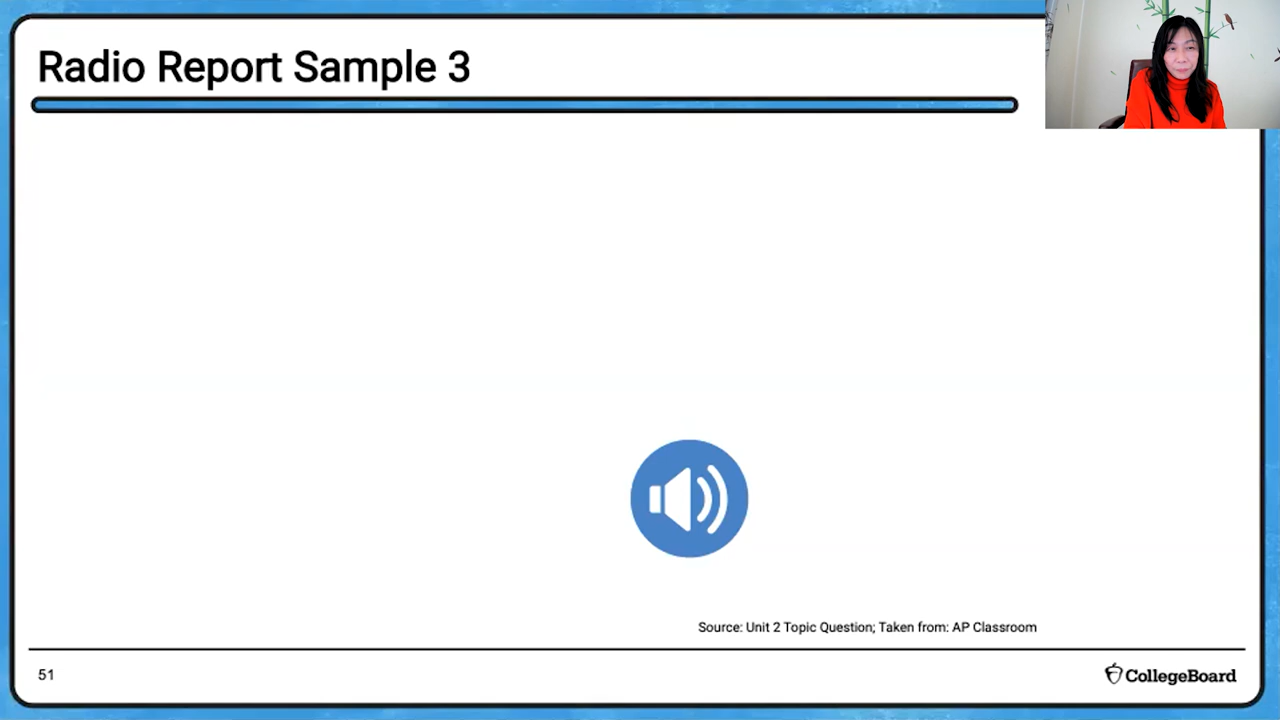 Radio Report Sample 3
Source: Unit 2 Topic Question; Taken from: AP Classroom
51
CollegeBoard